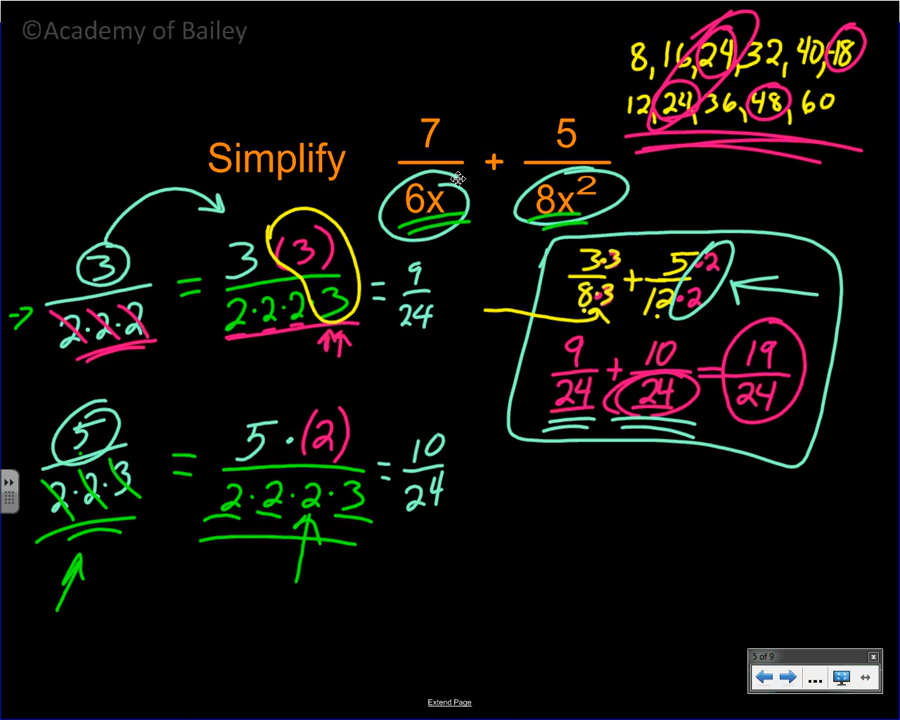 ©Academy of Bailey
8, 16, 24, 32, 40, 48
12, 24, 36, 48, 60
Simplify 7/6x + 5/8x²
3/2·2·2 = 3(3)/2·2·2·3 = 9/24
3·3/8·3 + 5·2/12·2
9/24 + 10/24 = 19/24
5/2·2·3 = 5·(2)/2·2·2·3 = 10/24
5 of 9
...
Extend Page